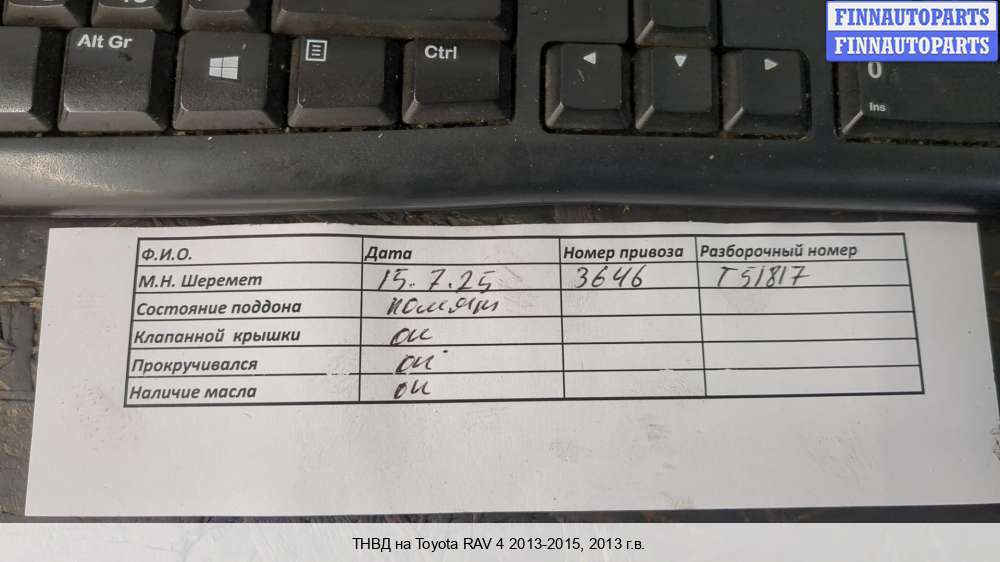 FINNAUTOPARTS
FINNAUTOPARTS
Alt Gr
Ctrl
0
Ins
Ф.И.О. Дата Номер привоза Разборочный номер
М.Н. Шеремет 15.7.25 3646 T51817
Состояние поддона помят
Клапанной крышки ок
Прокручивался ок
Наличие масла ок
ТНВД на Toyota RAV 4 2013-2015, 2013 г.в.